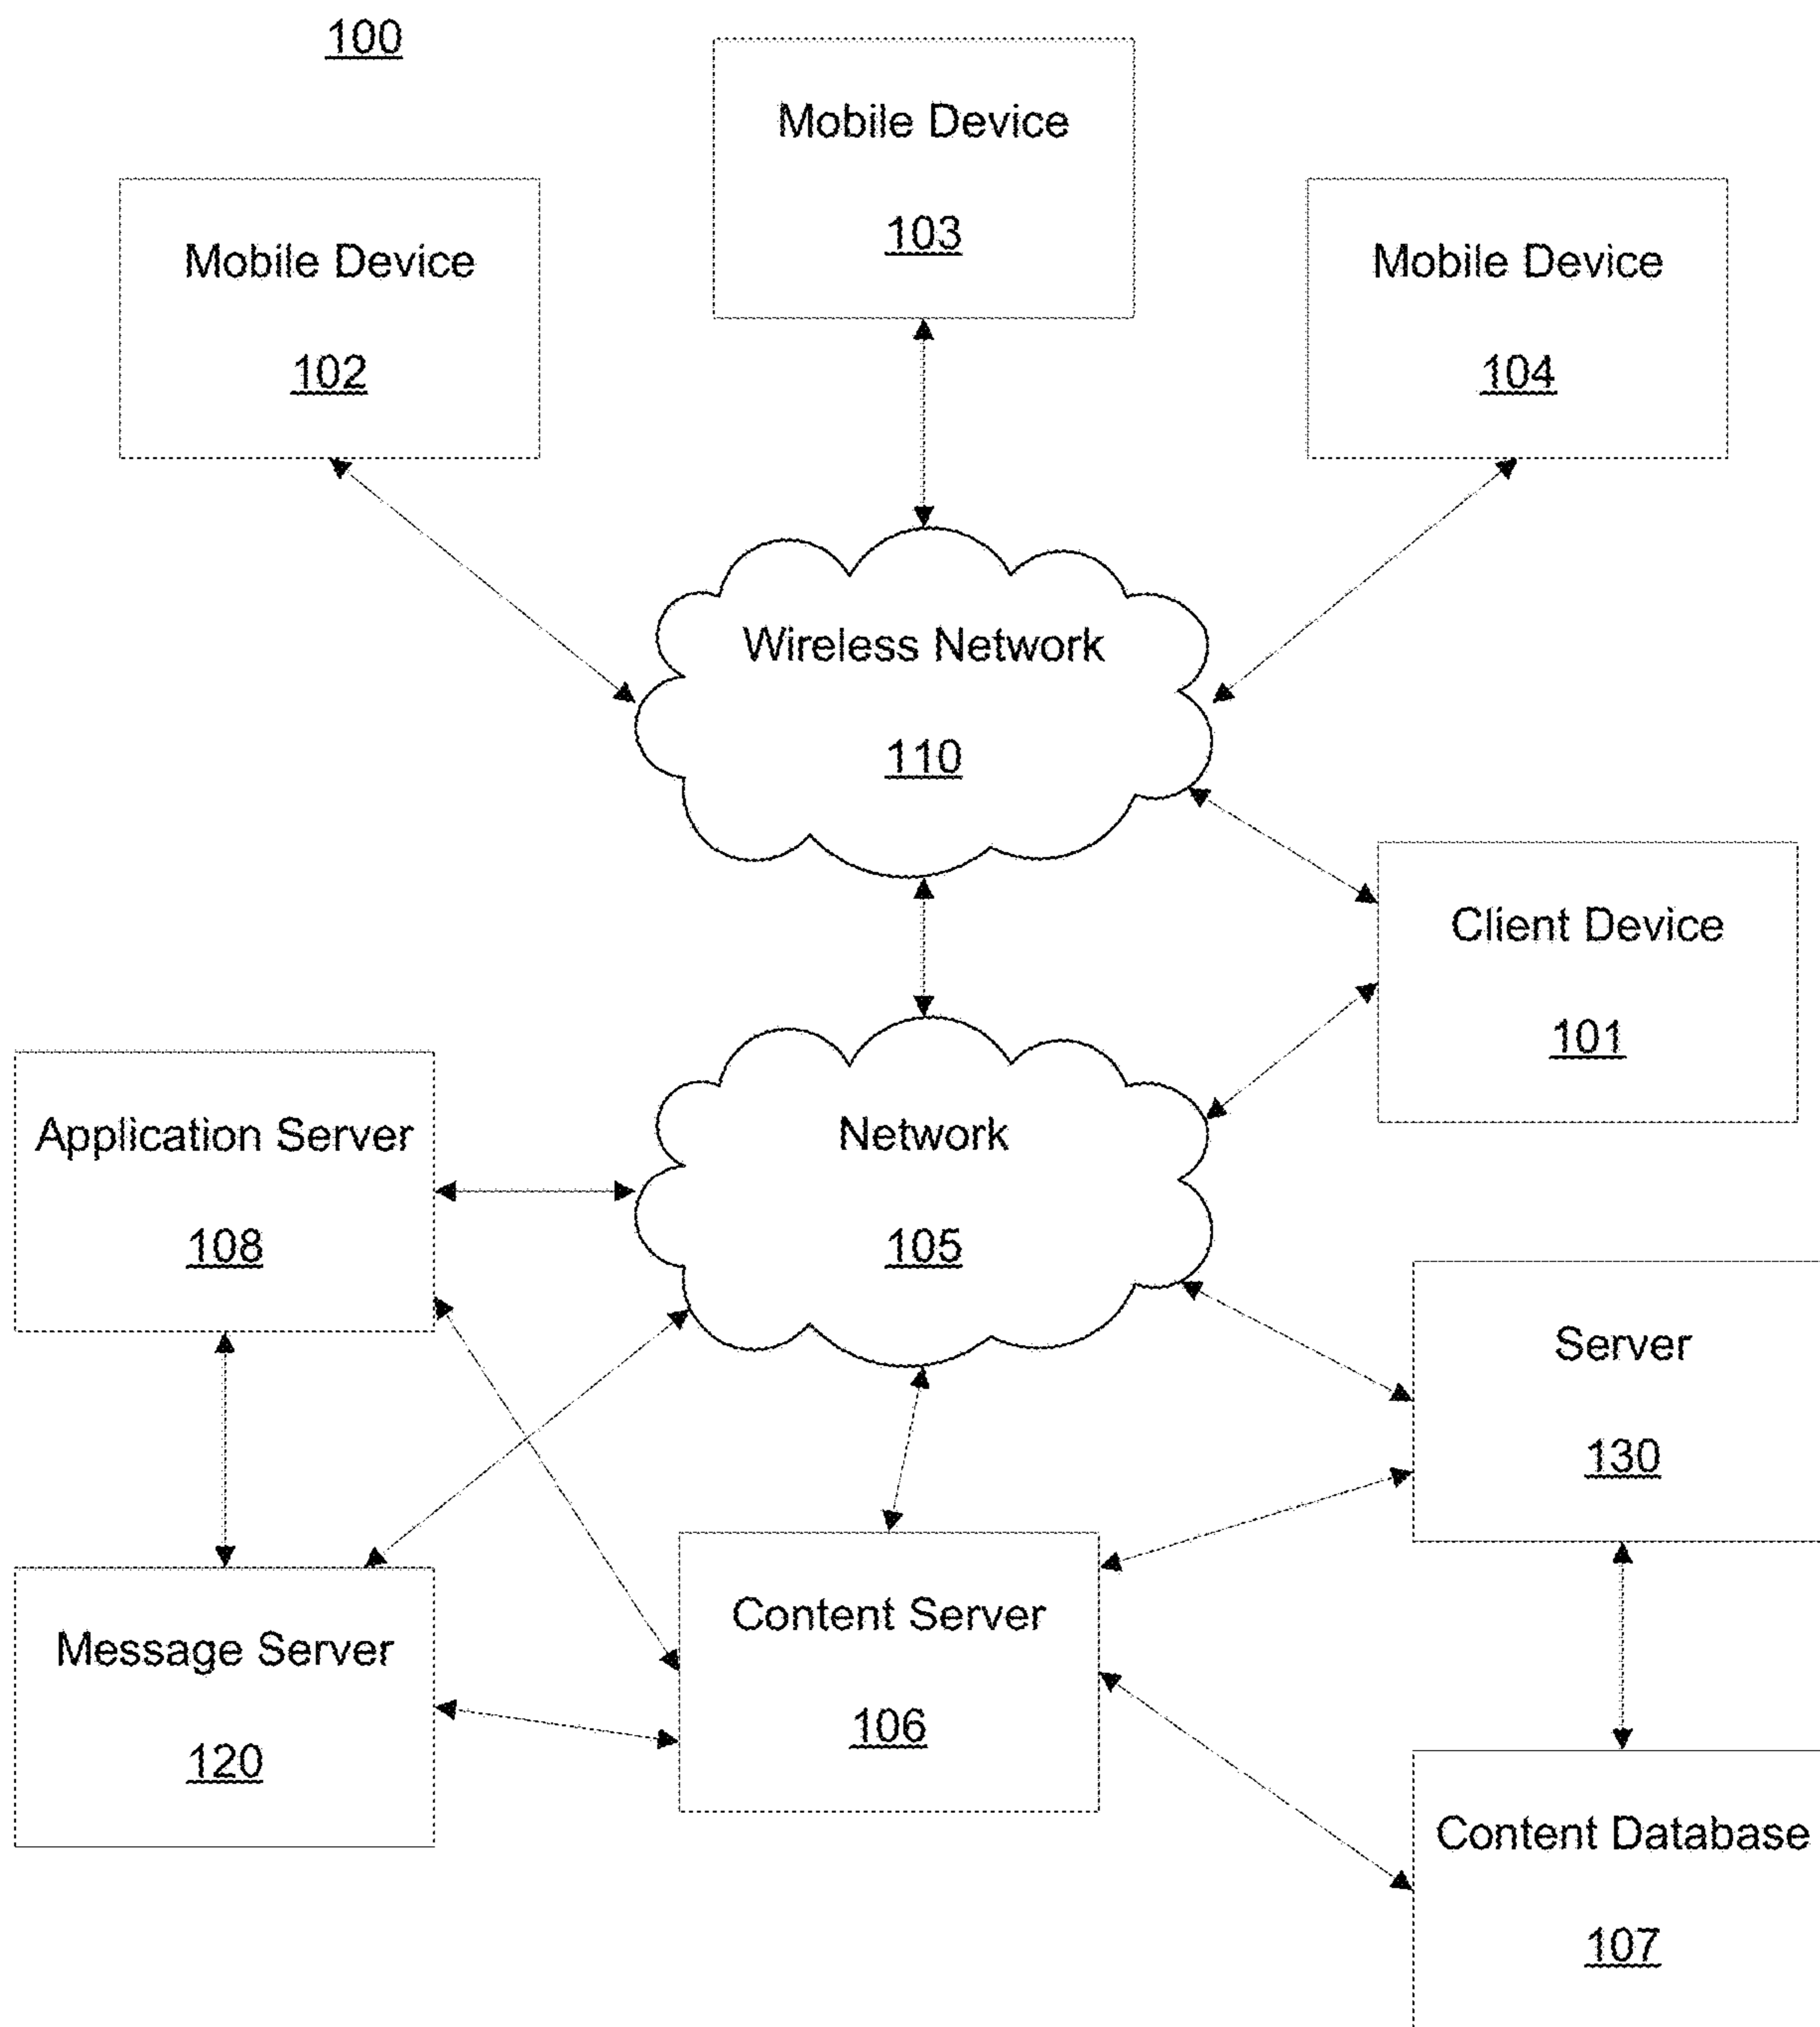 100
Mobile Device
103
Mobile Device
102
Mobile Device
104
Wireless Network
110
Client Device
101
Network
105
Application Server
108
Server
130
Content Server
106
Message Server
120
Content Database
107